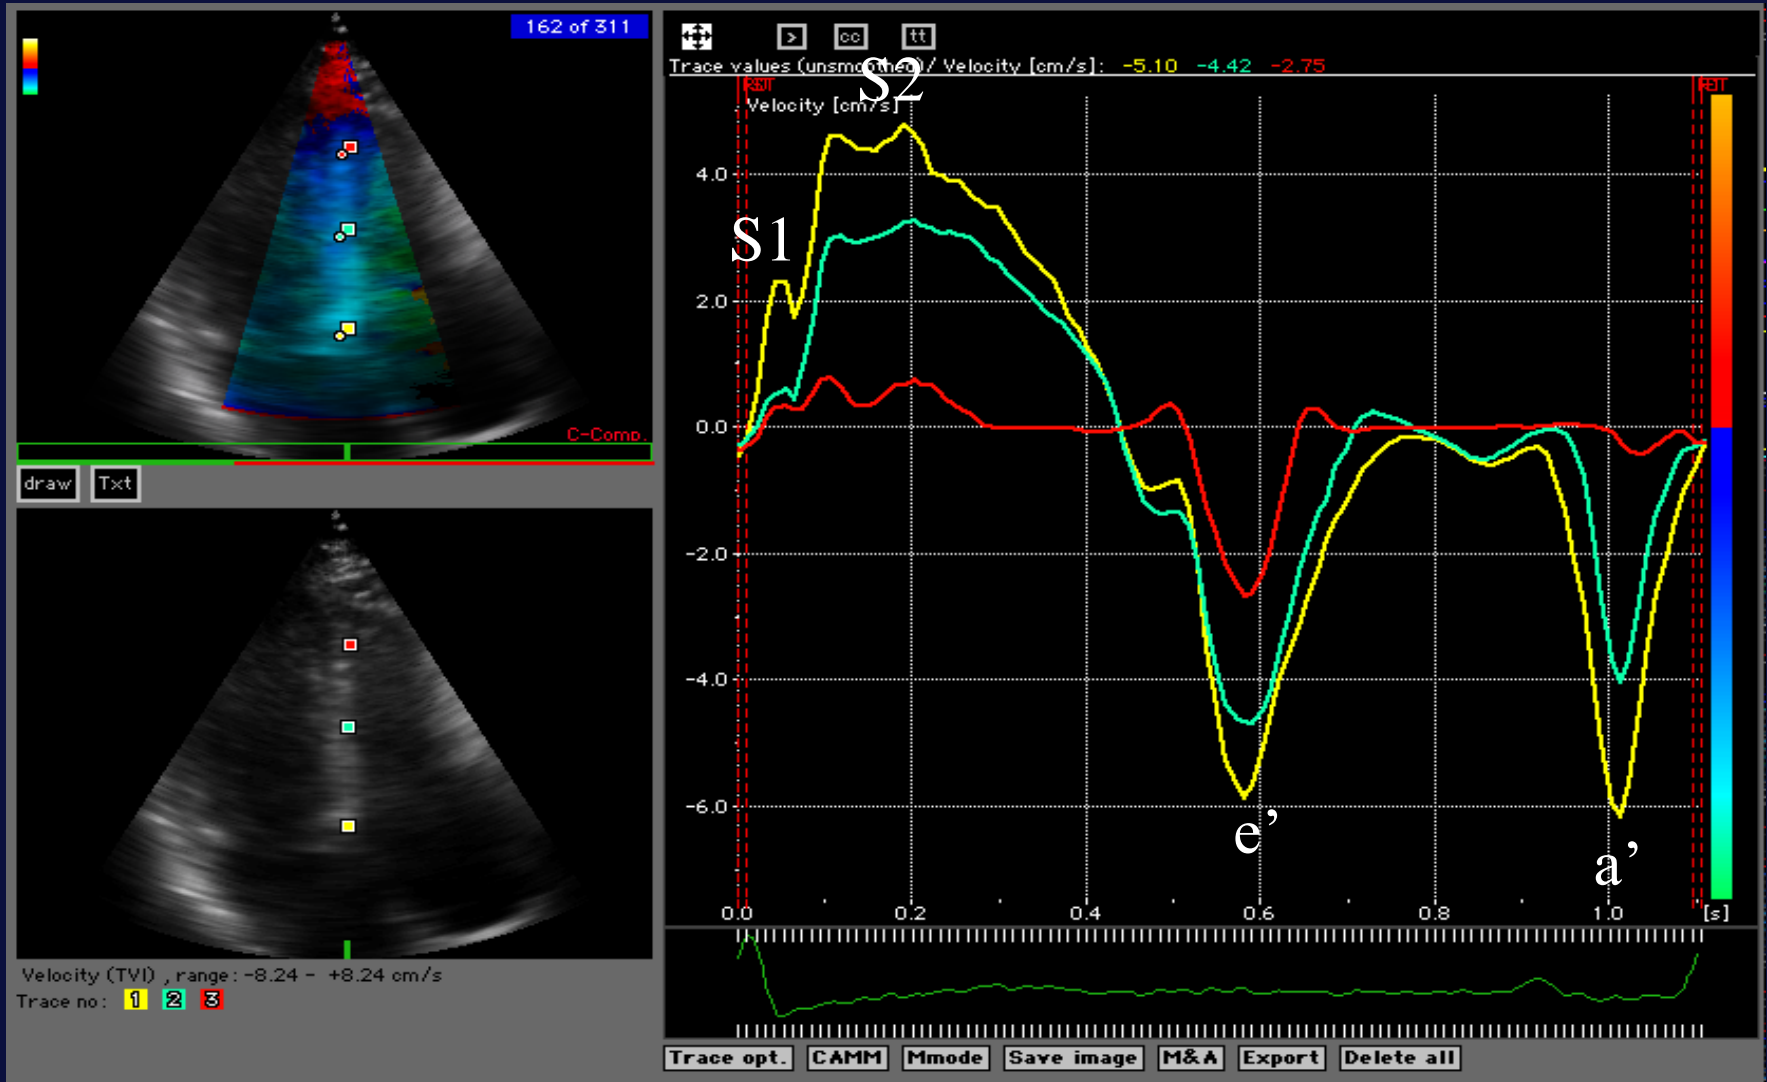 162 of 311
C-Comp.
draw Txt
Velocity (TVI) , range: -8.24 - +8.24 cm/s
Trace no: 1 2 3
> cc tt
Trace values (unsmoothed)/ Velocity [cm/s]: -5.10 -4.42 -2.75
S2
Velocity [cm/s]
4.0
S1
2.0
0.0
-2.0
-4.0
-6.0
e’
a’
0.0 0.2 0.4 0.6 0.8 1.0 [s]
Trace opt. CAMM Mmode Save image M&A Export Delete all